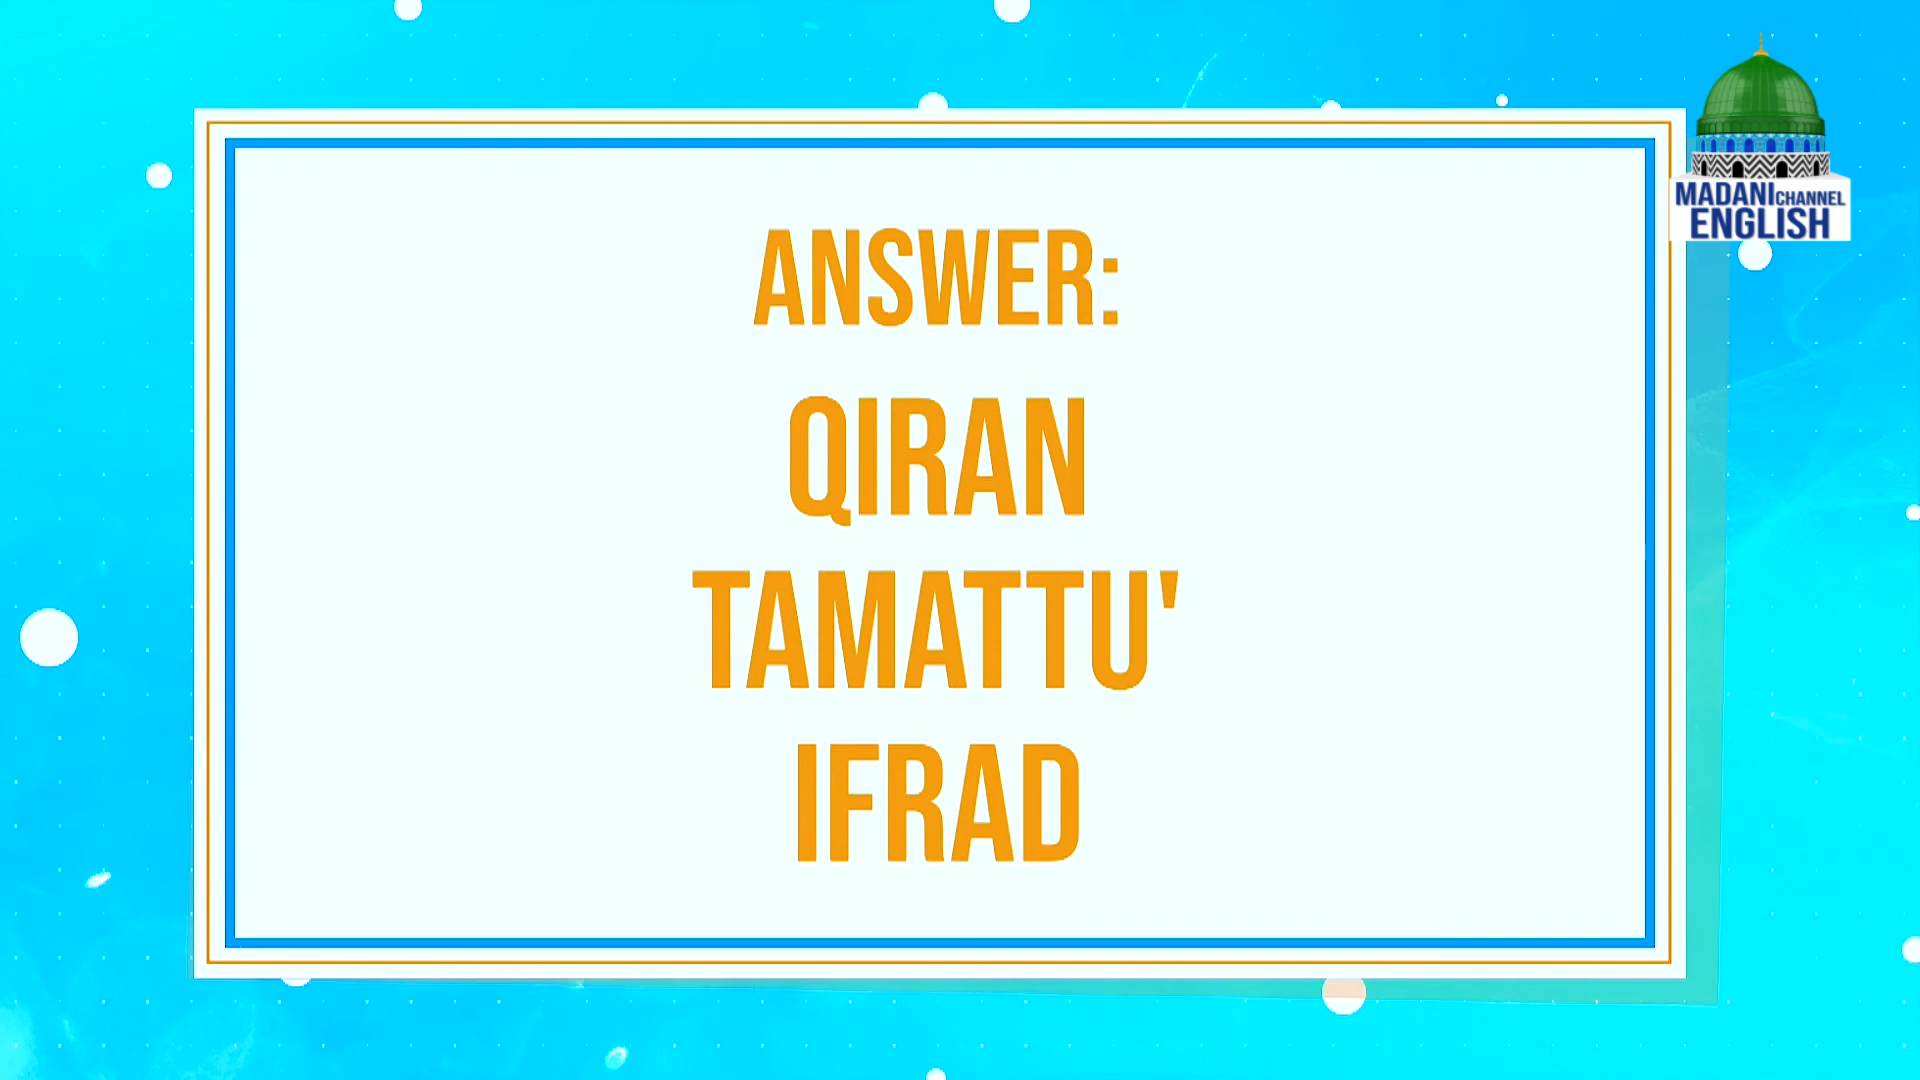 ANSWER:
QIRAN
TAMATTU'
IFRAD
MADANI CHANNEL
ENGLISH